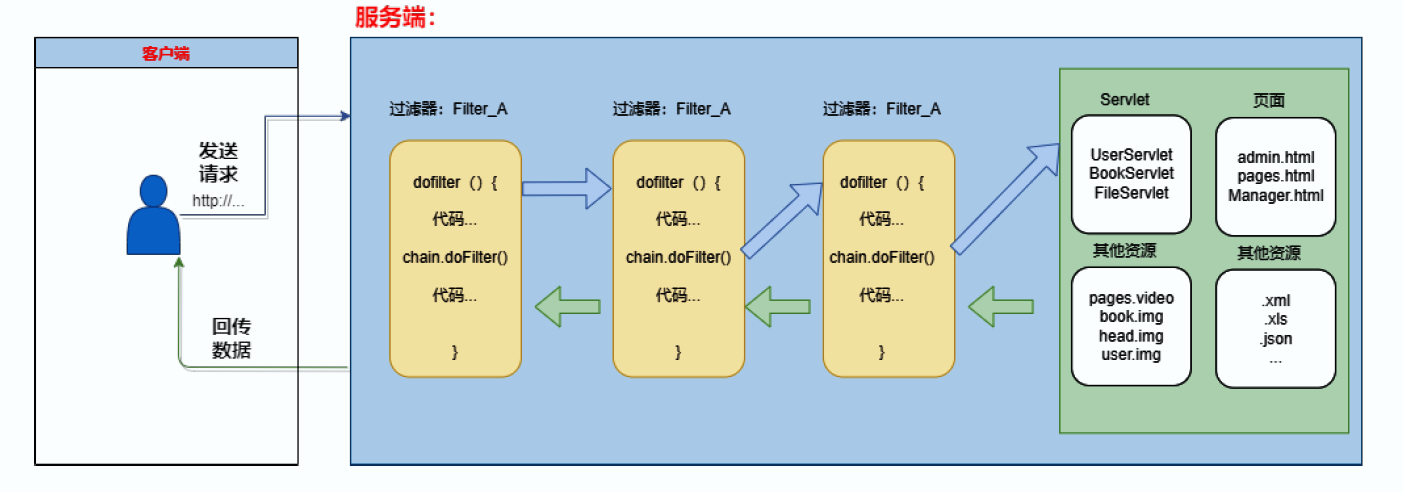 服务端：
客户端
发送
请求
http://...
回传
数据
过滤器：Filter_A
dofilter（）{
代码...
chain.doFilter()
代码...
}
过滤器：Filter_A
dofilter（）{
代码...
chain.doFilter()
代码...
}
过滤器：Filter_A
dofilter（）{
代码...
chain.doFilter()
代码...
}
Servlet
UserServlet
BookServlet
FileServlet
页面
admin.html
pages.html
Manager.html
其他资源
pages.video
book.img
head.img
user.img
其他资源
.xml
.xls
.json
...